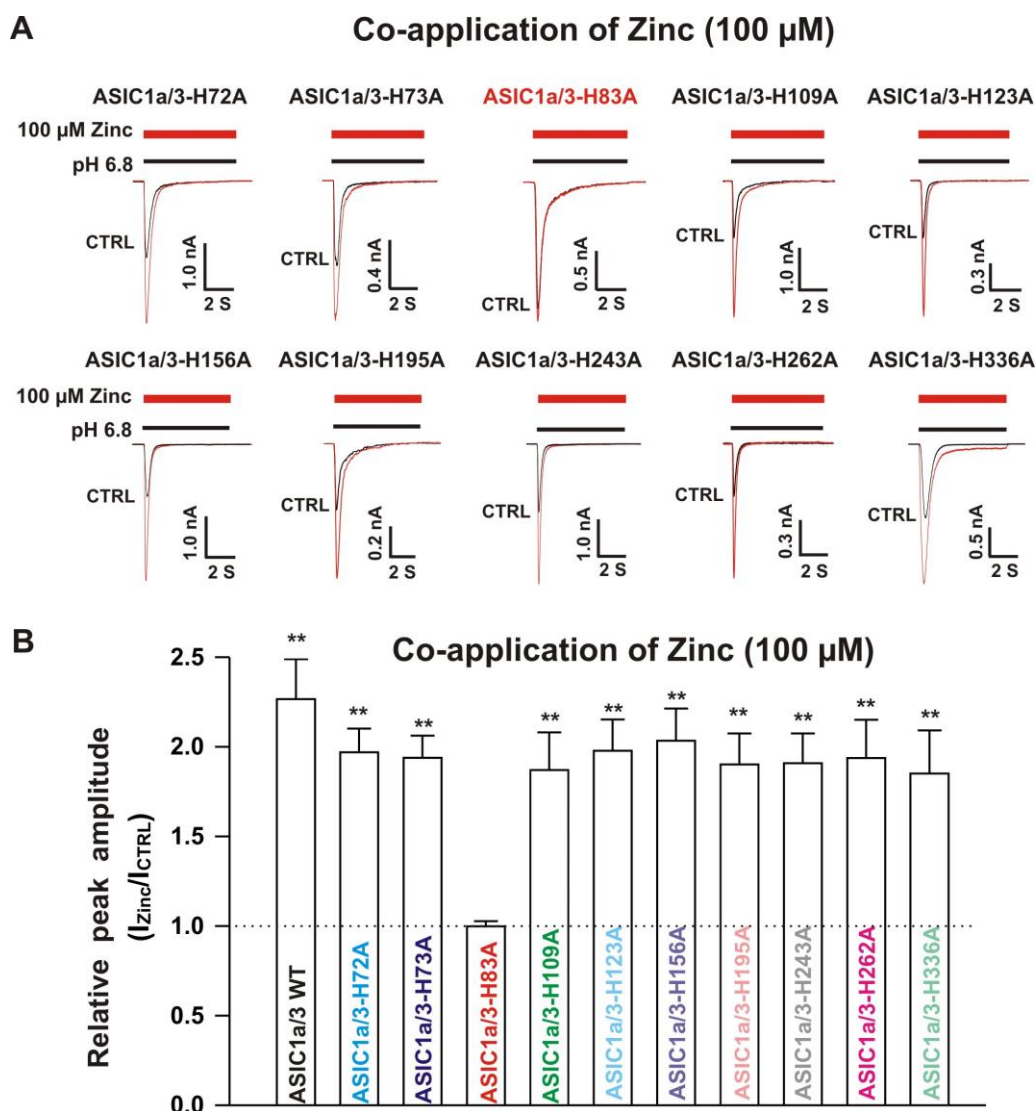 A
Co-application of Zinc (100 µM)
ASIC1a/3-H72A
ASIC1a/3-H73A
ASIC1a/3-H83A
ASIC1a/3-H109A
ASIC1a/3-H123A
100 µM Zinc
pH 6.8
CTRL
1.0 nA
2 S
CTRL
0.4 nA
2 S
CTRL
0.5 nA
2 S
CTRL
1.0 nA
2 S
CTRL
0.3 nA
2 S
ASIC1a/3-H156A
ASIC1a/3-H195A
ASIC1a/3-H243A
ASIC1a/3-H262A
ASIC1a/3-H336A
100 µM Zinc
pH 6.8
CTRL
1.0 nA
2 S
CTRL
0.2 nA
2 S
CTRL
1.0 nA
2 S
CTRL
0.3 nA
2 S
CTRL
0.5 nA
2 S
B
Co-application of Zinc (100 µM)
Relative peak amplitude
(IZinc/ICTRL)
2.5
2.0
1.5
1.0
0.5
0.0
**
**
**
**
**
**
**
**
**
**
ASIC1a/3 WT
ASIC1a/3-H72A
ASIC1a/3-H73A
ASIC1a/3-H83A
ASIC1a/3-H109A
ASIC1a/3-H123A
ASIC1a/3-H156A
ASIC1a/3-H195A
ASIC1a/3-H243A
ASIC1a/3-H262A
ASIC1a/3-H336A